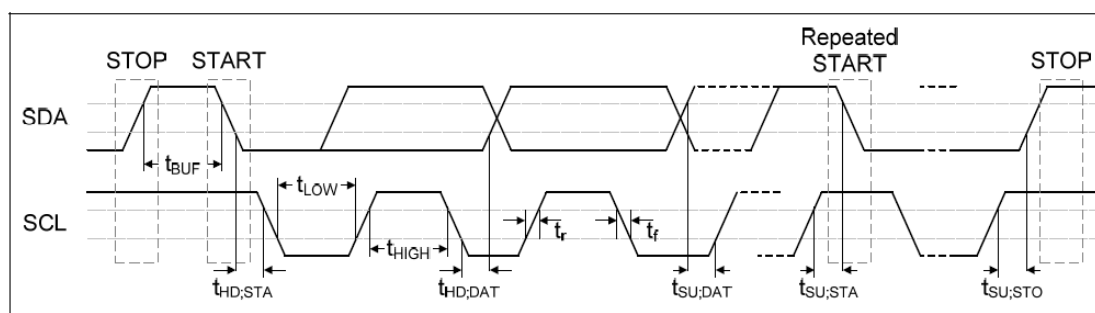 STOP START Repeated START STOP
SDA
tBUF
tLOW
SCL
tHIGH tr tf
tHD;STA tHD;DAT tSU;DAT tSU;STA tSU;STO